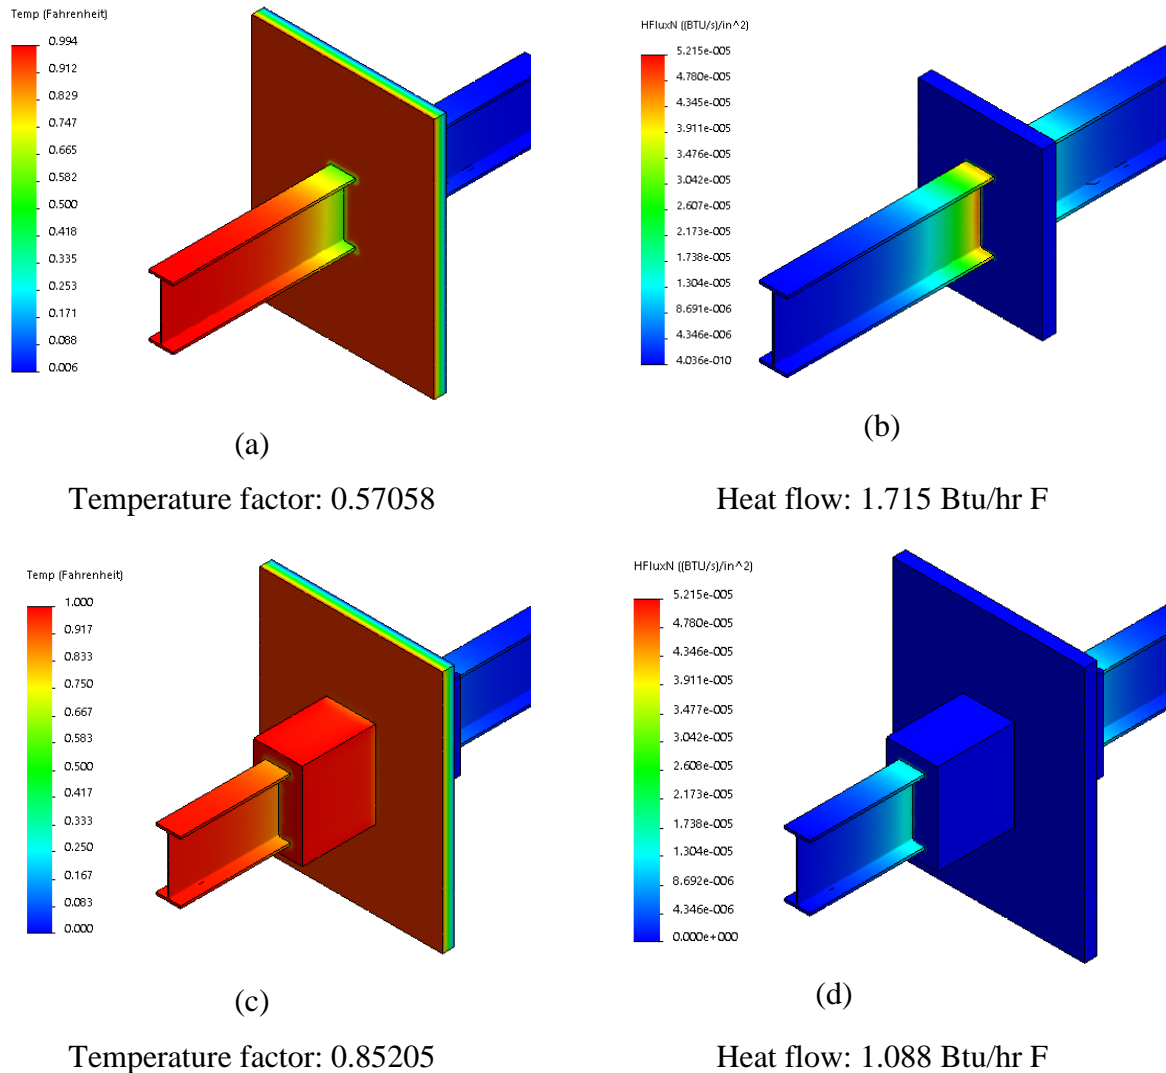 Temp (Fahrenheit)
0.994
0.912
0.829
0.747
0.665
0.582
0.500
0.418
0.335
0.253
0.171
0.088
0.006
HFluxN ((BTU/s)/in^2)
5.215e-005
4.780e-005
4.345e-005
3.911e-005
3.476e-005
3.042e-005
2.607e-005
2.173e-005
1.738e-005
1.304e-005
8.691e-006
4.346e-006
4.036e-010
(a)
(b)
Temperature factor: 0.57058
Heat flow: 1.715 Btu/hr F
Temp (Fahrenheit)
1.000
0.917
0.833
0.750
0.667
0.583
0.500
0.417
0.333
0.250
0.167
0.083
0.000
HFluxN ((BTU/s)/in^2)
5.215e-005
4.780e-005
4.346e-005
3.911e-005
3.477e-005
3.042e-005
2.608e-005
2.173e-005
1.738e-005
1.304e-005
8.692e-006
4.346e-006
0.000e+000
(c)
(d)
Temperature factor: 0.85205
Heat flow: 1.088 Btu/hr F